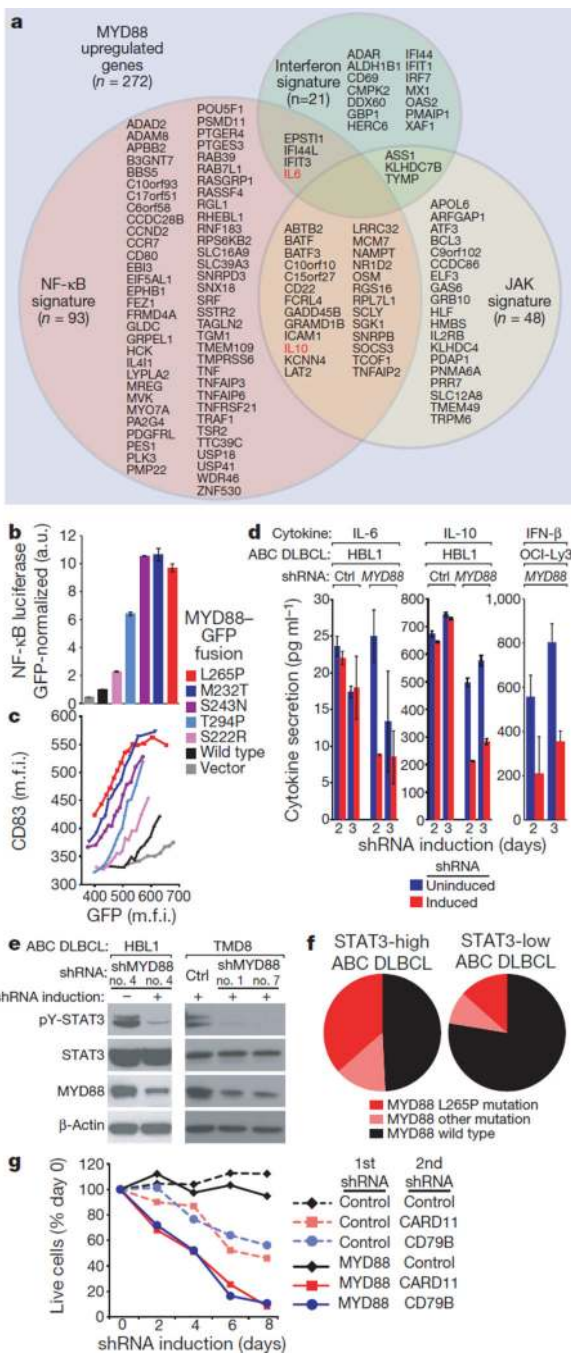 a
MYD88
upregulated
genes
(n = 272)
Interferon
signature
(n=21)
ADAR
ALDH1B1
CD69
CMPK2
DDX60
GBP1
HERC6
IFI44
IFIT1
IRF7
MX1
OAS2
PMAIP1
XAF1
EPSTI1
IFI44L
IFIT3
IL6
ASS1
KLHDC7B
TYMP
NF-κB
signature
(n = 93)
ADAD2
ADAM8
APBB2
B3GNT7
BBS5
C10orf93
C17orf51
C6orf58
CCDC28B
CCND2
CCR7
CD80
EBI3
EIF5AL1
EPHB1
FEZ1
FRMD4A
GLDC
GRPEL1
HCK
IL4I1
LYPLA2
MREG
MVK
MYO7A
PA2G4
PDGFRL
PES1
PLK3
PMP22
POU5F1
PSMD11
PTGER4
PTGES3
RAB39
RAB7L1
RASGRP1
RASSF4
RGL1
RHEBL1
RNF183
RPS6KB2
SLC16A9
SLC39A3
SNRPD3
SNX18
SRF
SSTR2
TAGLN2
TGM1
TMEM109
TMPRSS6
TNF
TNFAIP3
TNFAIP6
TNFRSF21
TRAF1
TSR2
TTC39C
USP18
USP41
WDR46
ZNF530
ABTB2
BATF
BATF3
C10orf10
C15orf27
CD22
FCRL4
GADD45B
GRAMD1B
ICAM1
IL10
KCNN4
LAT2
LRRC32
MCM7
NAMPT
NR1D2
OSM
RGS16
RPL7L1
SCLY
SGK1
SNRPB
SOCS3
TCOF1
TNFAIP2
APOL6
ARFGAP1
ATF3
BCL3
C9orf102
CCDC86
ELF3
GAS6
GRB10
HLF
HMBS
IL2RB
KLHDC4
PDAP1
PNMA6A
PRR7
SLC12A8
TMEM49
TRPM6
JAK
signature
(n = 48)
b
NF-κB luciferase
GFP-normalized (a.u.)
12
10
8
6
4
2
0
MYD88–
GFP
fusion
L265P
M232T
S243N
T294P
S222R
Wild type
Vector
c
CD83 (m.f.i.)
600
550
500
450
400
350
300
400 500 600 700
GFP (m.f.i.)
d
Cytokine: IL-6 IL-10 IFN-β
ABC DLBCL: HBL1 HBL1 OCI-Ly3
shRNA: Ctrl MYD88 Ctrl MYD88 MYD88
Cytokine secretion (pg ml⁻¹)
30
25
20
15
10
5
0
800
700
600
500
400
300
200
100
0
1,000
800
600
400
200
0
2 3 2 3 2 3 2 3 2 3
shRNA induction (days)
shRNA
Uninduced
Induced
e
ABC DLBCL: HBL1 TMD8
shRNA: shMYD88 Ctrl shMYD88
no. 4 no. 4 no. 1 no. 7
shRNA induction: − + + + +
pY-STAT3
STAT3
MYD88
β-Actin
f
STAT3-high STAT3-low
ABC DLBCL ABC DLBCL
MYD88 L265P mutation
MYD88 other mutation
MYD88 wild type
g
Live cells (% day 0)
120
100
80
60
40
20
0
0 2 4 6 8
shRNA induction (days)
1st 2nd
shRNA shRNA
Control Control
Control CARD11
Control CD79B
MYD88 Control
MYD88 CARD11
MYD88 CD79B